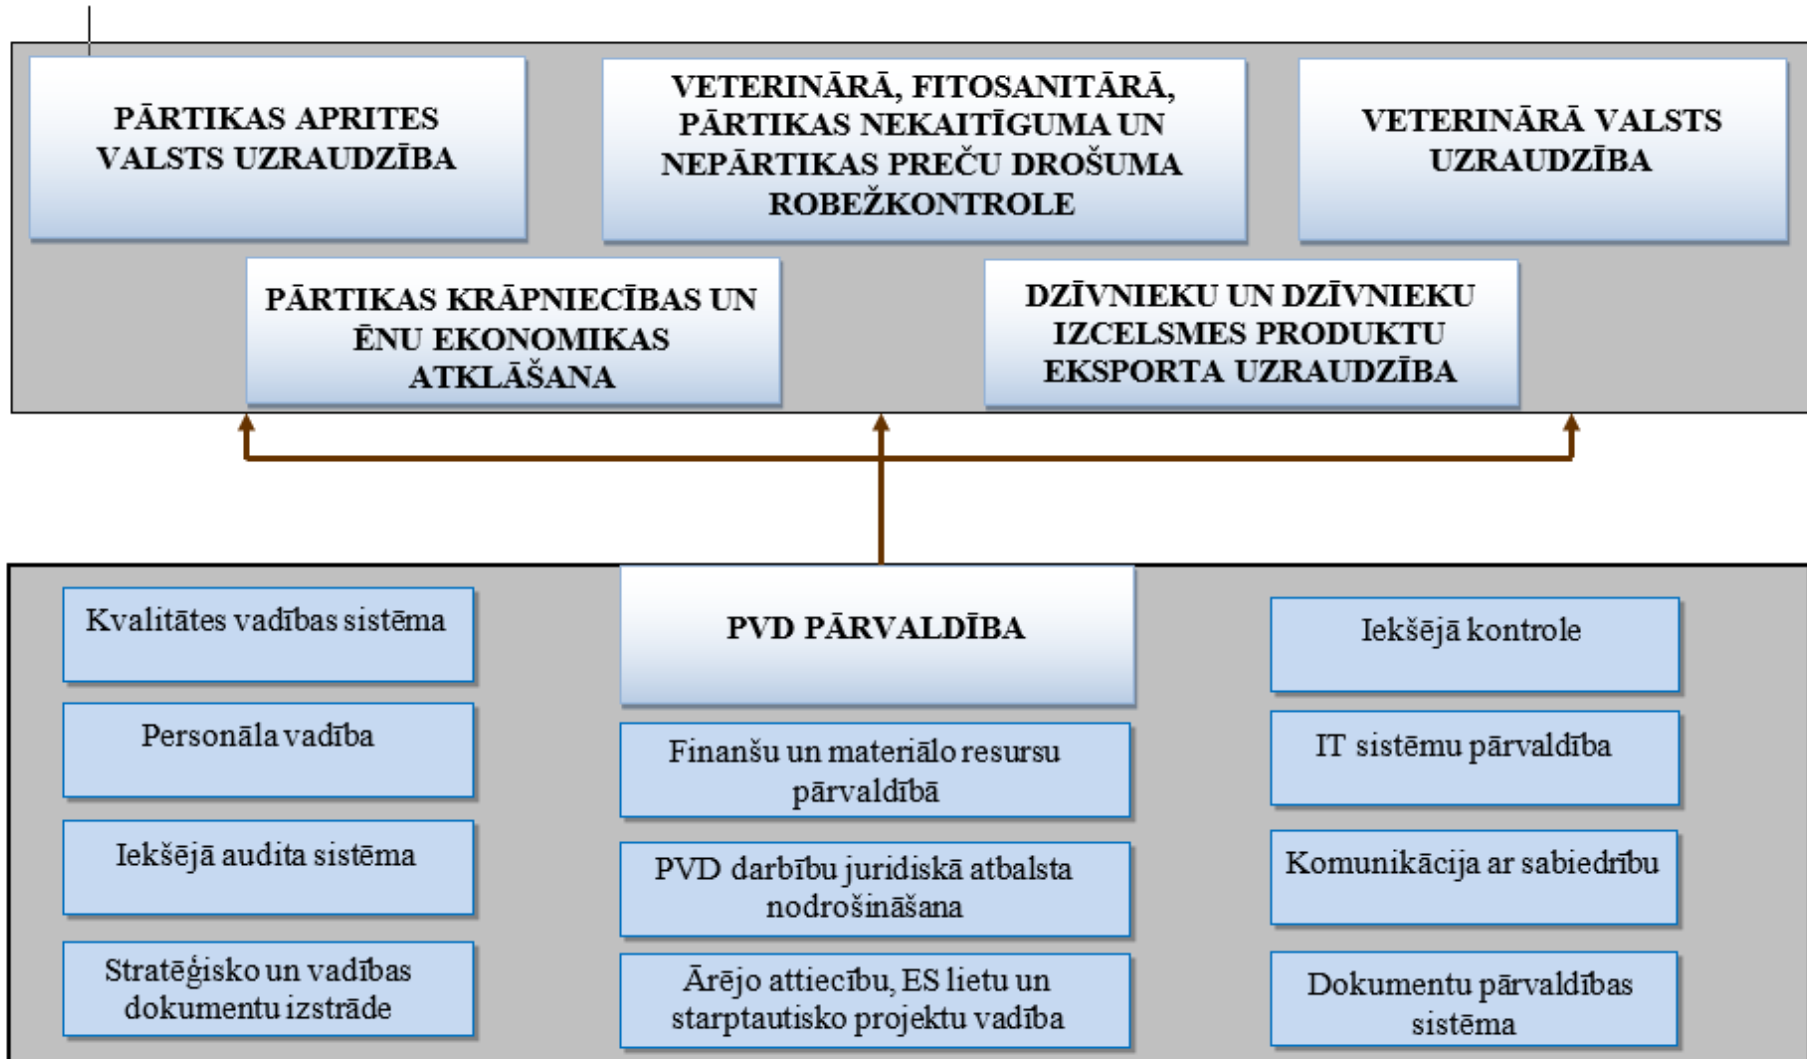 PĀRTIKAS APRITES
VALSTS UZRAUDZĪBA
VETERINĀRĀ, FITOSANITĀRĀ,
PĀRTIKAS NEKAITĪGUMA UN
NEPĀRTIKAS PREČU DROŠUMA
ROBEŽKONTROLE
VETERINĀRĀ VALSTS
UZRAUDZĪBA
PĀRTIKAS KRĀPNIECĪBAS UN
ĒNU EKONOMIKAS
ATKLĀŠANA
DZĪVNIEKU UN DZĪVNIEKU
IZCELSMES PRODUKTU
EKSPORTA UZRAUDZĪBA
PVD PĀRVALDĪBA
Kvalitātes vadības sistēma
Personāla vadība
Iekšējā audita sistēma
Stratēģisko un vadības
dokumentu izstrāde
Finanšu un materiālo resursu
pārvaldībā
PVD darbību juridiskā atbalsta
nodrošināšana
Ārējo attiecību, ES lietu un
starptautisko projektu vadība
Iekšējā kontrole
IT sistēmu pārvaldība
Komunikācija ar sabiedrību
Dokumentu pārvaldības
sistēma